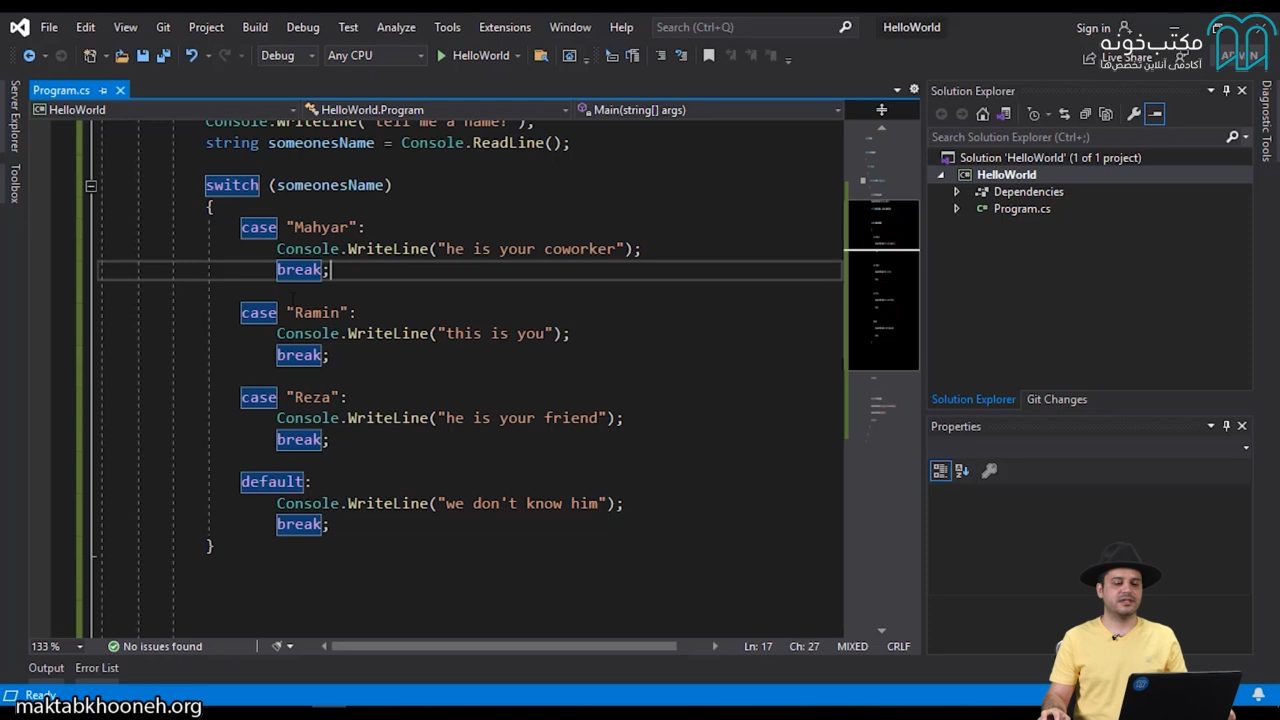 File Edit View Git Project Build Debug Test Analyze Tools Extensions Window Help Search (Ctrl+Q) HelloWorld Sign in
مکتب‌خونه
آکادمی آنلاین تخصص‌ها
Debug Any CPU HelloWorld Live Share
Program.cs
HelloWorld HelloWorld.Program Main(string[] args)
Console.WriteLine("tell me a name!");
string someonesName = Console.ReadLine();
switch (someonesName)
{
case "Mahyar":
Console.WriteLine("he is your coworker");
break;
case "Ramin":
Console.WriteLine("this is you");
break;
case "Reza":
Console.WriteLine("he is your friend");
break;
default:
Console.WriteLine("we don't know him");
break;
}
133 % No issues found Ln: 17 Ch: 27 MIXED CRLF
Server Explorer
Toolbox
Solution Explorer
Search Solution Explorer (Ctrl+;)
Solution 'HelloWorld' (1 of 1 project)
HelloWorld
Dependencies
Program.cs
Solution Explorer Git Changes
Properties
Diagnostic Tools
Output Error List
Ready
maktabkhooneh.org